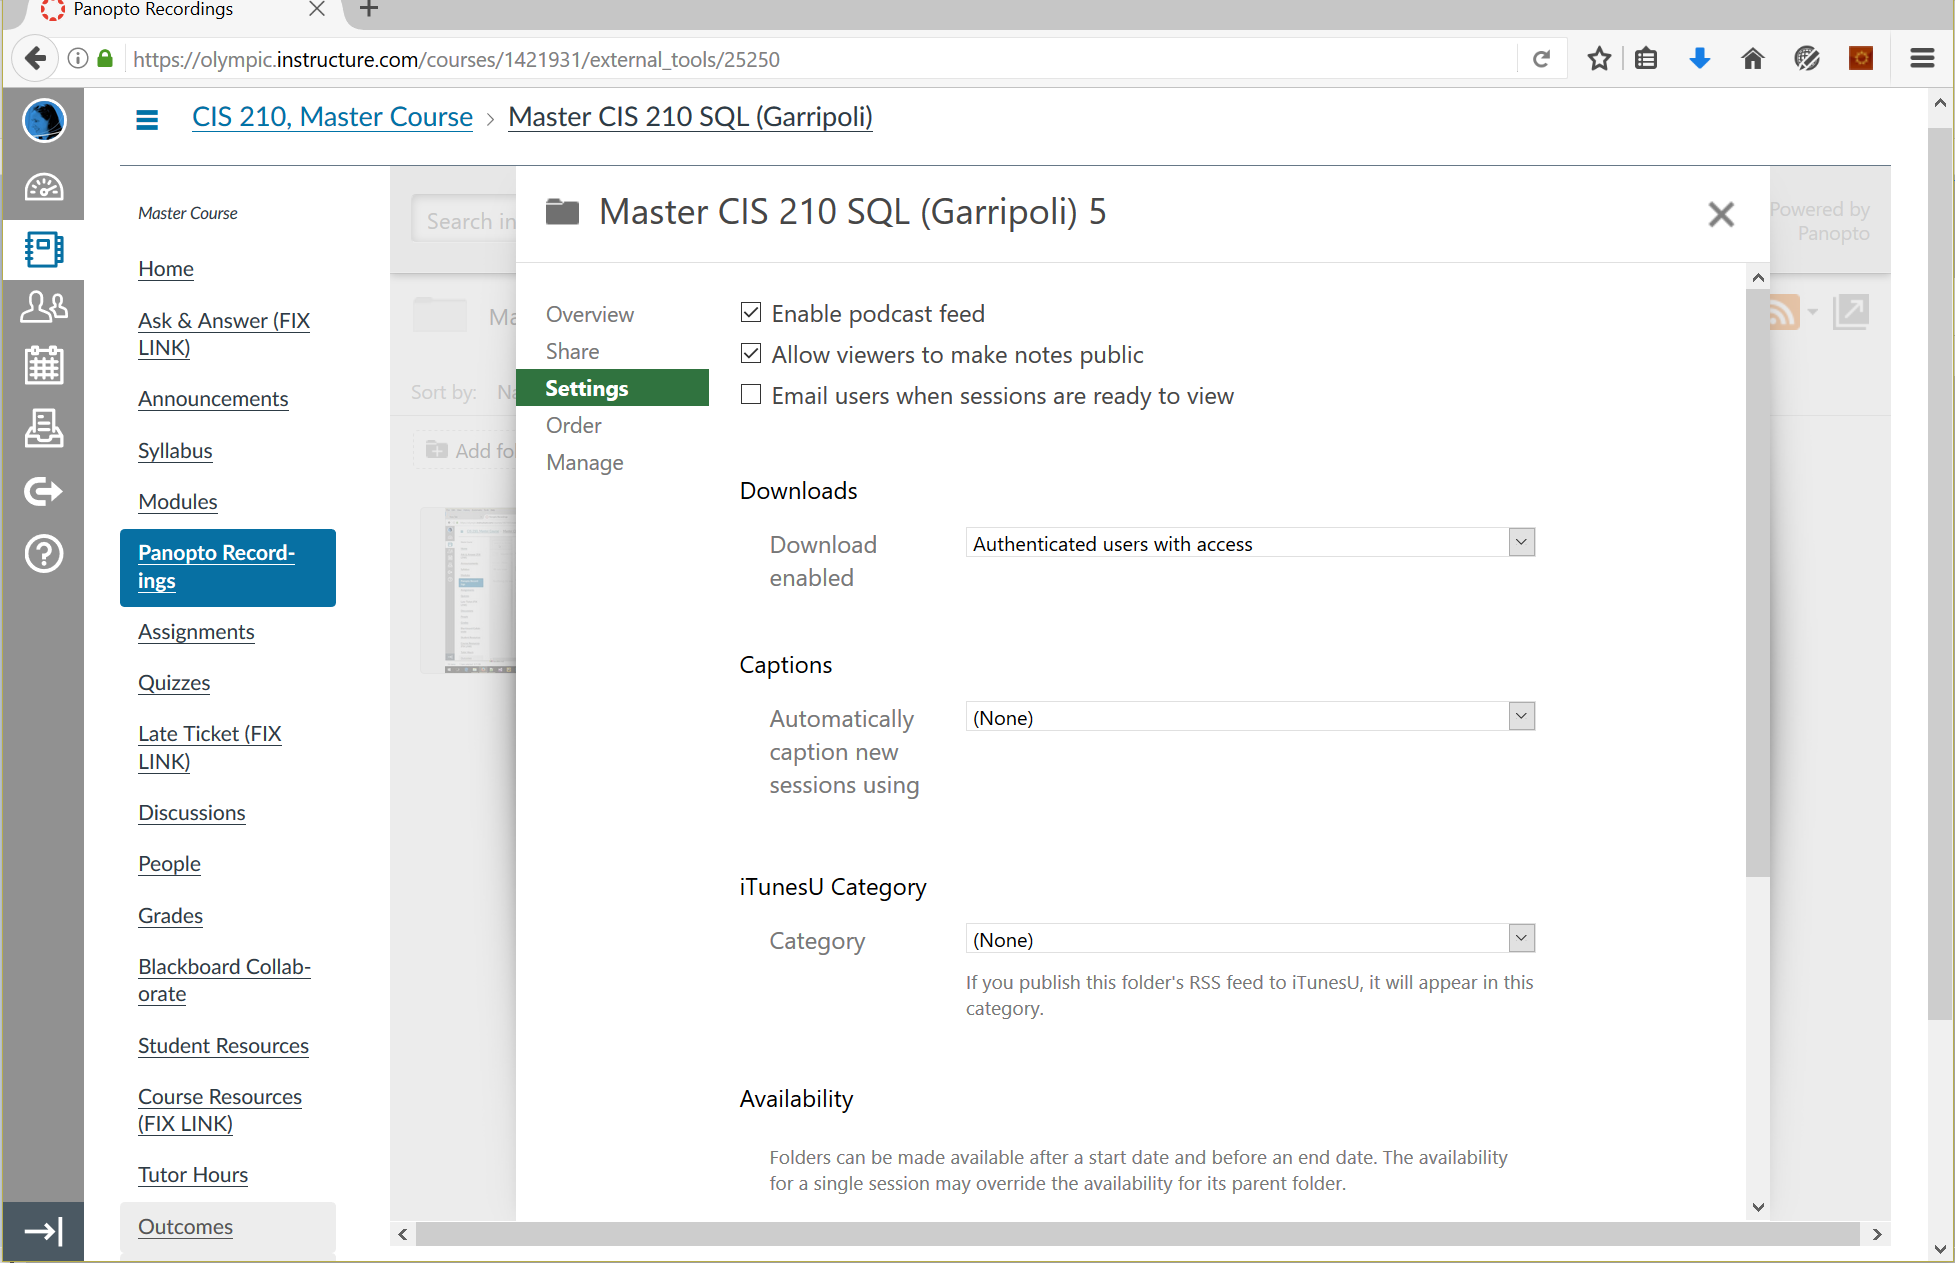 Panopto Recordings
https://olympic.instructure.com/courses/1421931/external_tools/25250
CIS 210, Master Course > Master CIS 210 SQL (Garripoli)
Master Course
Home
Ask & Answer (FIX
LINK)
Announcements
Syllabus
Modules
Panopto Record-
ings
Assignments
Quizzes
Late Ticket (FIX
LINK)
Discussions
People
Grades
Blackboard Collab-
orate
Student Resources
Course Resources
(FIX LINK)
Tutor Hours
Outcomes
Search in
Sort by:
Add
Powered by
Panopto
Master CIS 210 SQL (Garripoli) 5
Overview
Share
Settings
Order
Manage
Enable podcast feed
Allow viewers to make notes public
Email users when sessions are ready to view
Downloads
Download
enabled
Authenticated users with access
Captions
Automatically
caption new
sessions using
(None)
iTunesU Category
Category
(None)
If you publish this folder's RSS feed to iTunesU, it will appear in this
category.
Availability
Folders can be made available after a start date and before an end date. The availability
for a single session may override the availability for its parent folder.